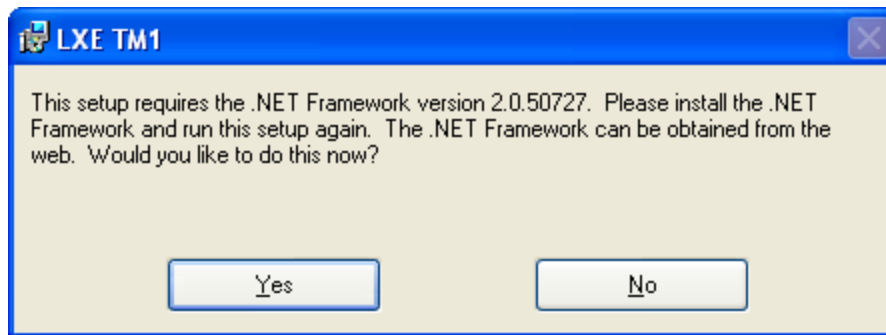 LXE TM1
This setup requires the .NET Framework version 2.0.50727.  Please install the .NET
Framework and run this setup again.  The .NET Framework can be obtained from the
web.  Would you like to do this now?
Yes
No